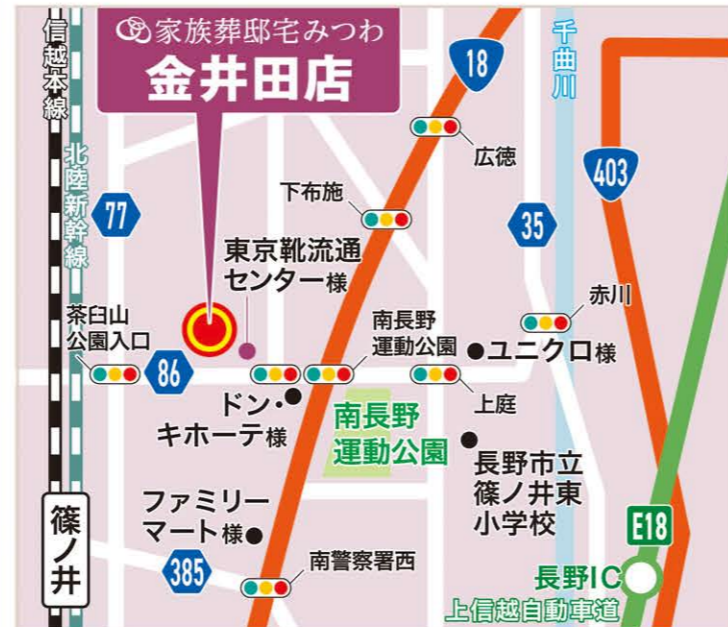 家族葬邸宅みつわ
金井田店
信越本線
北陸新幹線
千曲川
18
広徳
403
77
下布施
35
東京靴流通
センター様
赤川
茶臼山
公園入口
南長野
運動公園
ユニクロ様
86
上庭
ドン・
キホーテ様
南長野
運動公園
長野市立
篠ノ井東
小学校
ファミリー
マート様
篠ノ井
E18
385
南警察署西
長野IC
上信越自動車道